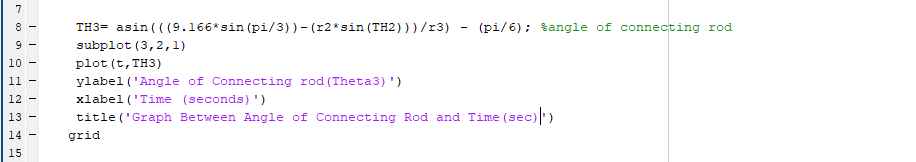 7
8 - TH3= asin(((9.166*sin(pi/3))-(r2*sin(TH2)))/r3) - (pi/6); %angle of connecting rod
9 - subplot(3,2,1)
10 - plot(t,TH3)
11 - ylabel('Angle of Connecting rod(Theta3)')
12 - xlabel('Time (seconds)')
13 - title('Graph Between Angle of Connecting Rod and Time(sec)')
14 - grid
15